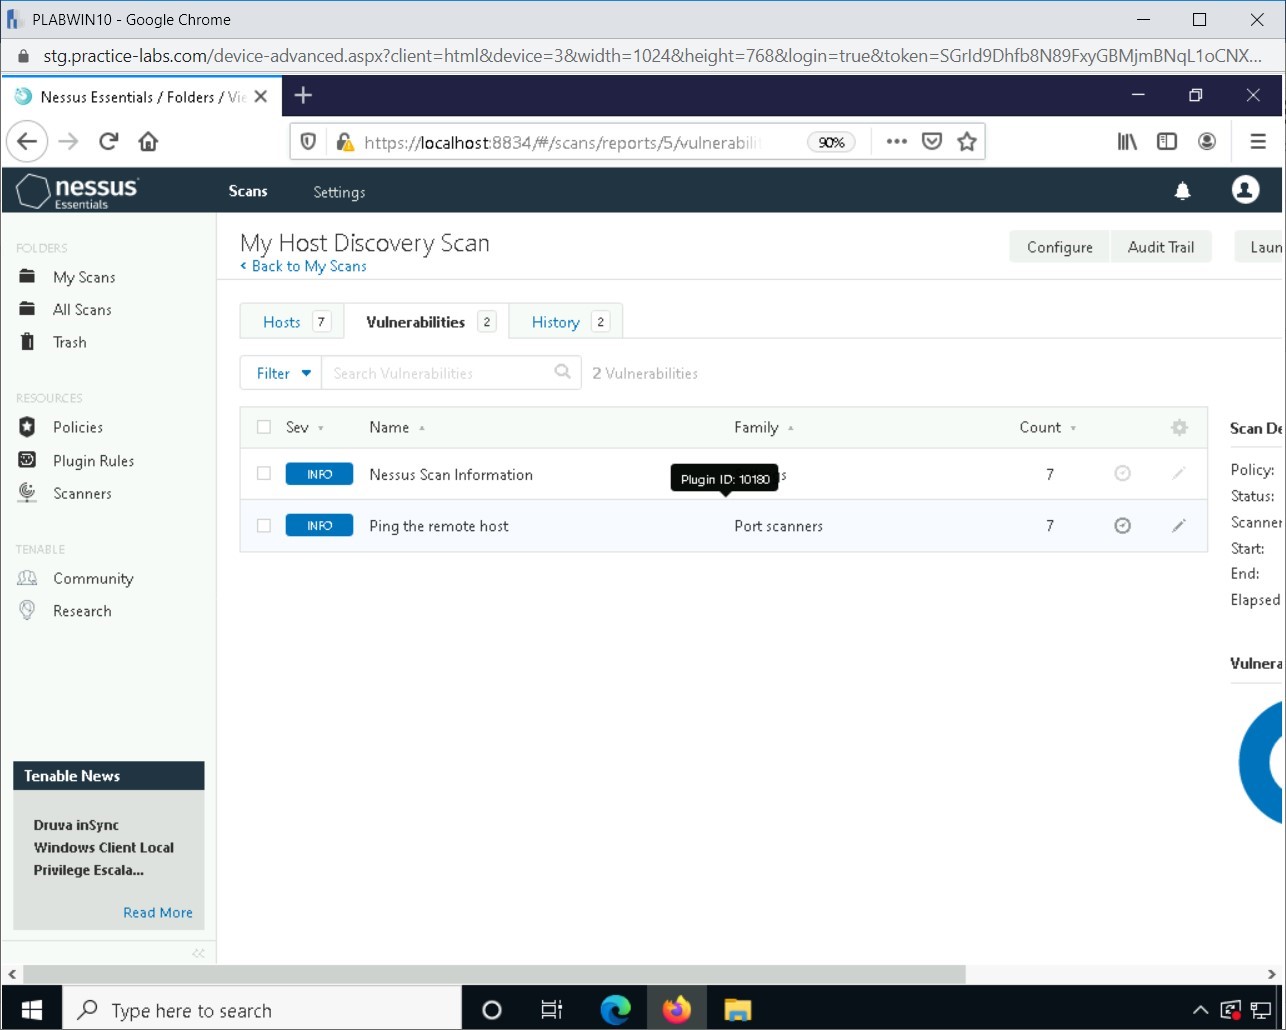 PLABWIN10 - Google Chrome
stg.practice-labs.com/device-advanced.aspx?client=html&device=3&width=1024&height=768&login=true&token=SGrId9Dhfb8N89FxyGBMjmBNqL1oCNX...
Nessus Essentials / Folders / Vie
https://localhost:8834/#/scans/reports/5/vulnerabili
90%
nessus
Essentials
Scans
Settings
FOLDERS
My Scans
All Scans
Trash
RESOURCES
Policies
Plugin Rules
Scanners
TENABLE
Community
Research
Tenable News
Druva inSync
Windows Client Local
Privilege Escala...
Read More
My Host Discovery Scan
Back to My Scans
Configure
Audit Trail
Laun
Hosts 7
Vulnerabilities 2
History 2
Filter
Search Vulnerabilities
2 Vulnerabilities
Sev Name Family Count
INFO Nessus Scan Information 7
Plugin ID: 10180
INFO Ping the remote host Port scanners 7
Scan De
Policy:
Status:
Scanner
Start:
End:
Elapsed
Vulnera
Type here to search